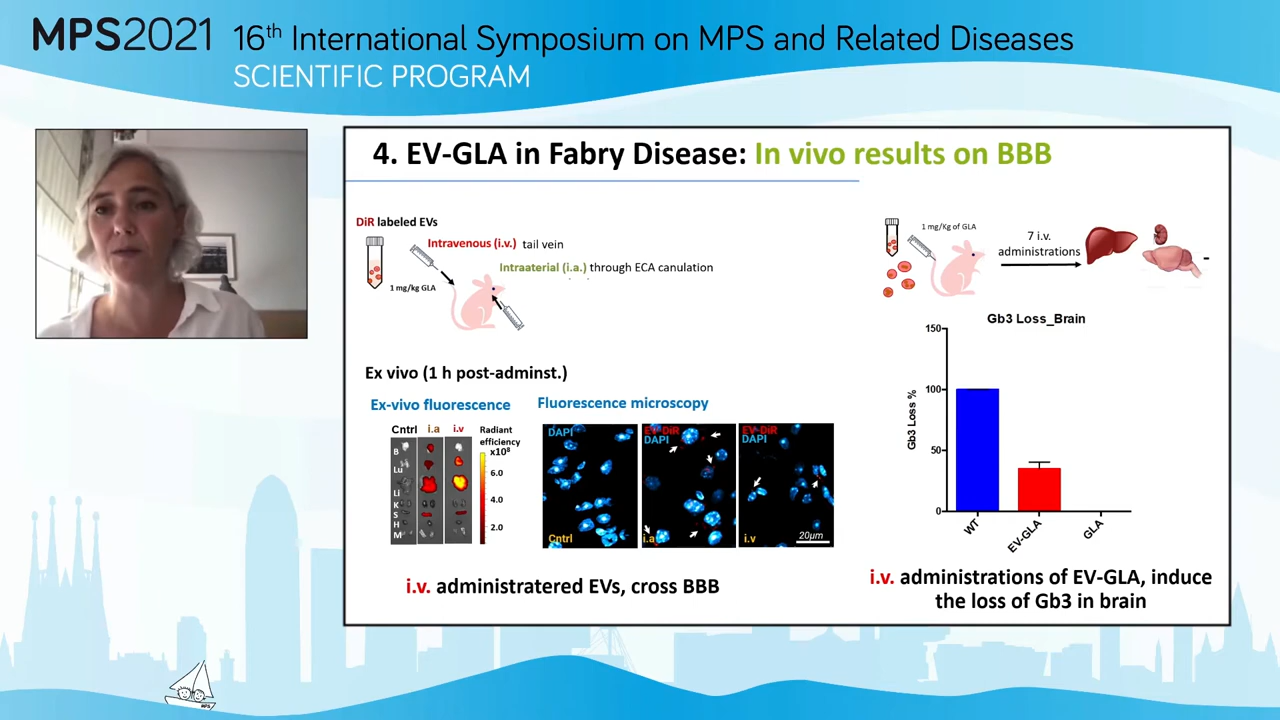 MPS2021 16th International Symposium on MPS and Related Diseases
SCIENTIFIC PROGRAM
4. EV-GLA in Fabry Disease: In vivo results on BBB
DiR labeled EVs
Intravenous (i.v.) tail vein
Intraaterial (i.a.) through ECA canulation
1 mg/kg GLA
Ex vivo (1 h post-adminst.)
Ex-vivo fluorescence
Cntrl i.a i.v
Radiant
efficiency
x10⁸
6.0
4.0
2.0
B
Lu
Li
K
S
H
M
Fluorescence microscopy
DAPI
Cntrl
EV-DiR
DAPI
i.a
EV-DiR
DAPI
i.v
20µm
i.v. administratered EVs, cross BBB
1 mg/Kg of GLA
7 i.v.
administrations
-
Gb3 Loss_Brain
Gb3 Loss %
150
100
50
0
WT
EV-GLA
GLA
i.v. administrations of EV-GLA, induce
the loss of Gb3 in brain
MPS